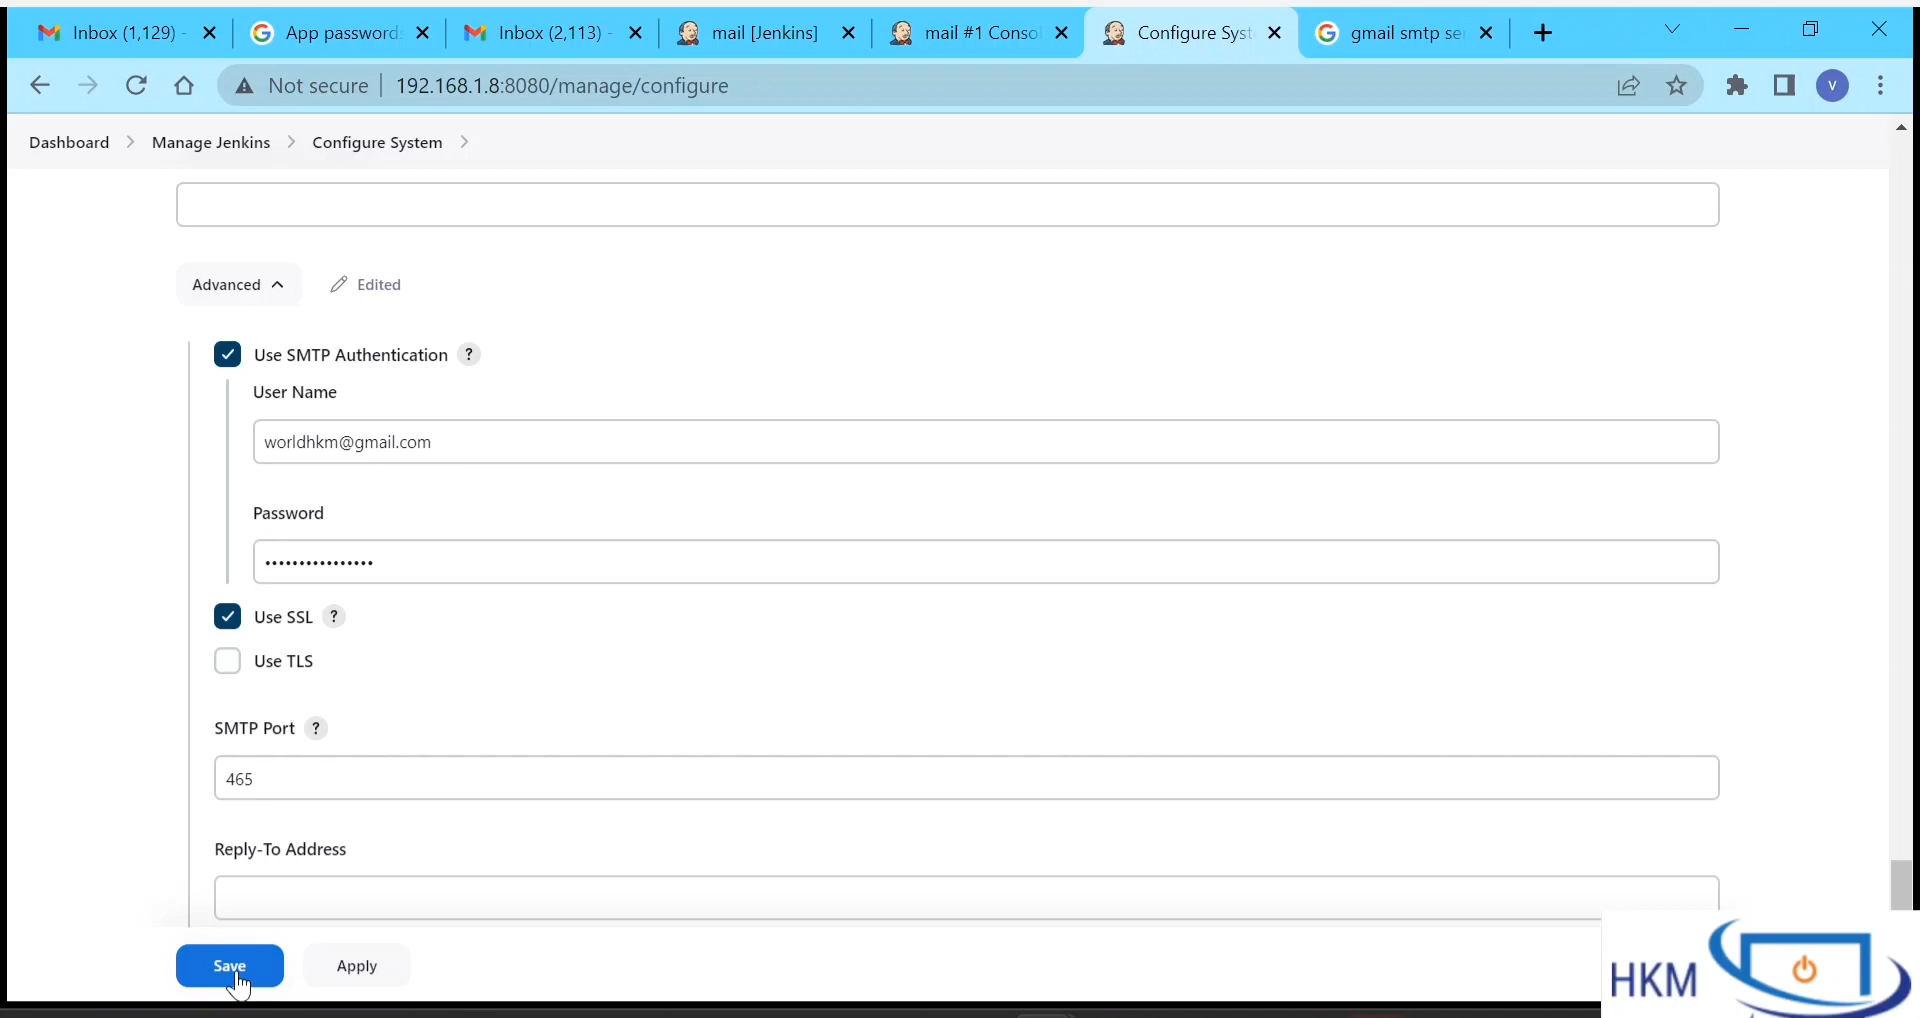 Inbox (1,129) -
App password
Inbox (2,113) -
mail [Jenkins]
mail #1 Consol
Configure Syst
gmail smtp se
Not secure
192.168.1.8:8080/manage/configure
V
Dashboard
Manage Jenkins
Configure System
Advanced
Edited
Use SMTP Authentication ?
User Name
worldhkm@gmail.com
Password
••••••••••••••••
Use SSL ?
Use TLS
SMTP Port ?
465
Reply-To Address
Save
Apply
HKM